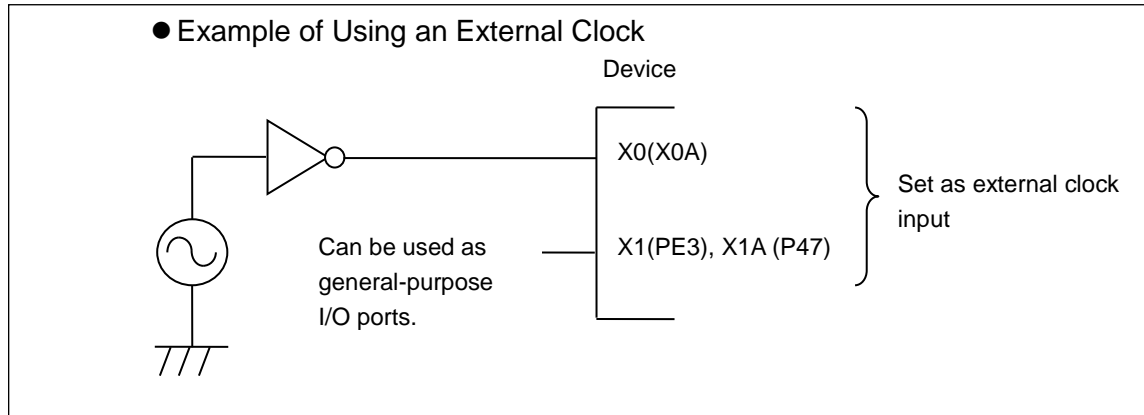 ● Example of Using an External Clock
Device
X0(X0A)
Set as external clock
input
Can be used as
general-purpose
I/O ports.
X1(PE3), X1A (P47)